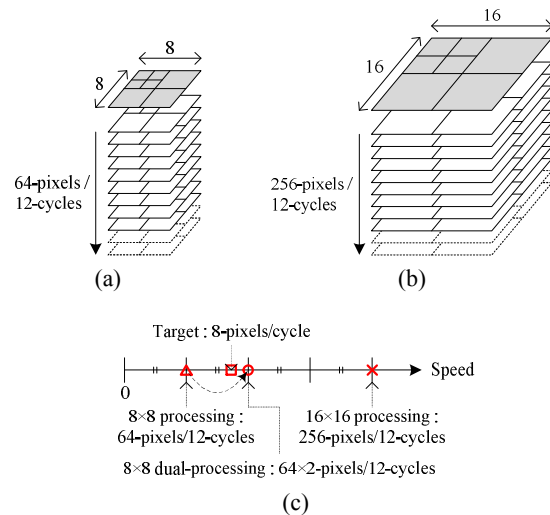 8
8
64-pixels /
12-cycles
(a)
16
16
256-pixels /
12-cycles
(b)
Target : 8-pixels/cycle
0
Speed
8×8 processing :
64-pixels/12-cycles
16×16 processing :
256-pixels/12-cycles
8×8 dual-processing : 64×2-pixels/12-cycles
(c)